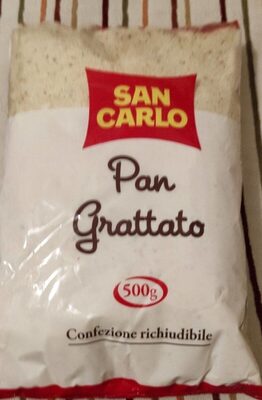 SAN
CARLO
Pan
Grattato
500g
Confezione richiudibile